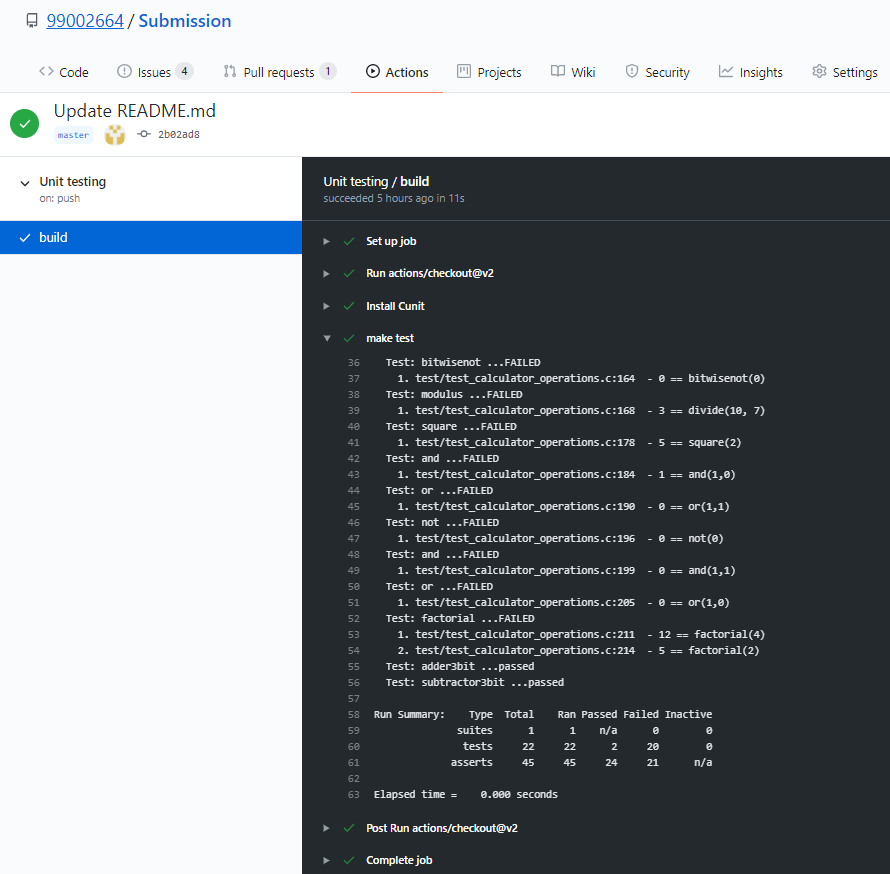 99002664 / Submission
Code Issues 4 Pull requests 1 Actions Projects Wiki Security Insights Settings
Update README.md
master 2b02ad8
Unit testing
on: push
build
Unit testing / build
succeeded 5 hours ago in 11s
Set up job
Run actions/checkout@v2
Install Cunit
make test
36 Test: bitwisenot ...FAILED
37 1. test/test_calculator_operations.c:164 - 0 == bitwisenot(0)
38 Test: modulus ...FAILED
39 1. test/test_calculator_operations.c:168 - 3 == divide(10, 7)
40 Test: square ...FAILED
41 1. test/test_calculator_operations.c:178 - 5 == square(2)
42 Test: and ...FAILED
43 1. test/test_calculator_operations.c:184 - 1 == and(1,0)
44 Test: or ...FAILED
45 1. test/test_calculator_operations.c:190 - 0 == or(1,1)
46 Test: not ...FAILED
47 1. test/test_calculator_operations.c:196 - 0 == not(0)
48 Test: and ...FAILED
49 1. test/test_calculator_operations.c:199 - 0 == and(1,1)
50 Test: or ...FAILED
51 1. test/test_calculator_operations.c:205 - 0 == or(1,0)
52 Test: factorial ...FAILED
53 1. test/test_calculator_operations.c:211 - 12 == factorial(4)
54 2. test/test_calculator_operations.c:214 - 5 == factorial(2)
55 Test: adder3bit ...passed
56 Test: subtractor3bit ...passed
57
58 Run Summary: Type Total Ran Passed Failed Inactive
59 suites 1 1 n/a 0 0
60 tests 22 22 2 20 0
61 asserts 45 45 24 21 n/a
62
63 Elapsed time = 0.000 seconds
Post Run actions/checkout@v2
Complete job